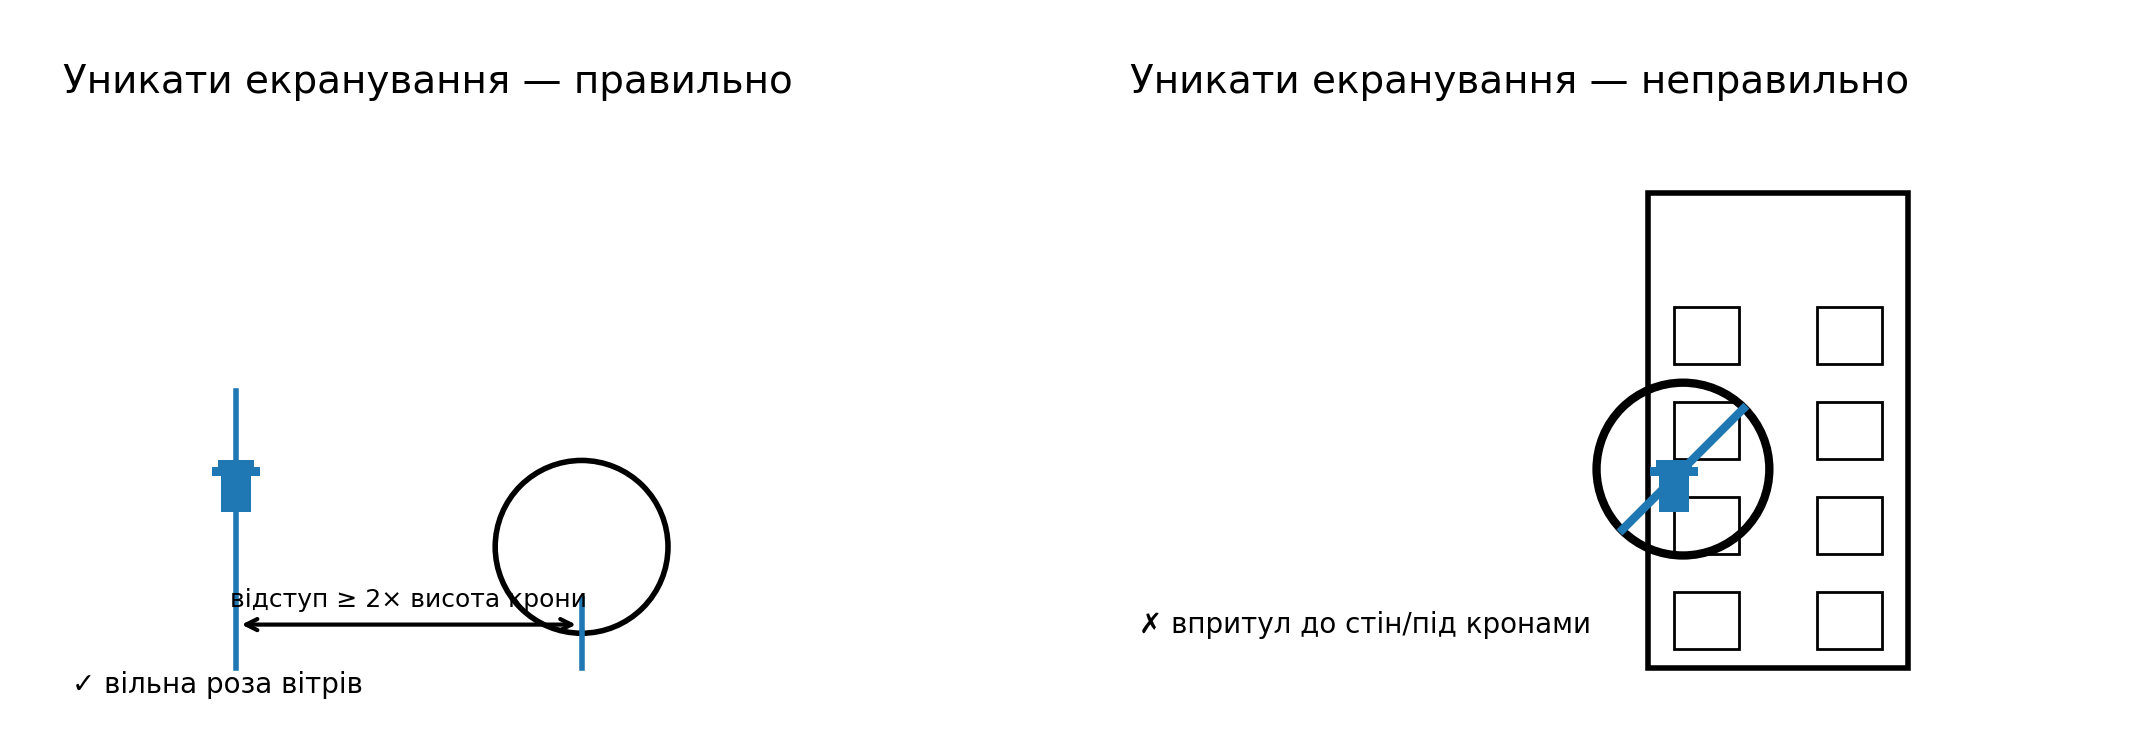 Уникати екранування — правильно
відступ ≥ 2× висота крони
✓ вільна роза вітрів
Уникати екранування — неправильно
✗ впритул до стін/під кронами